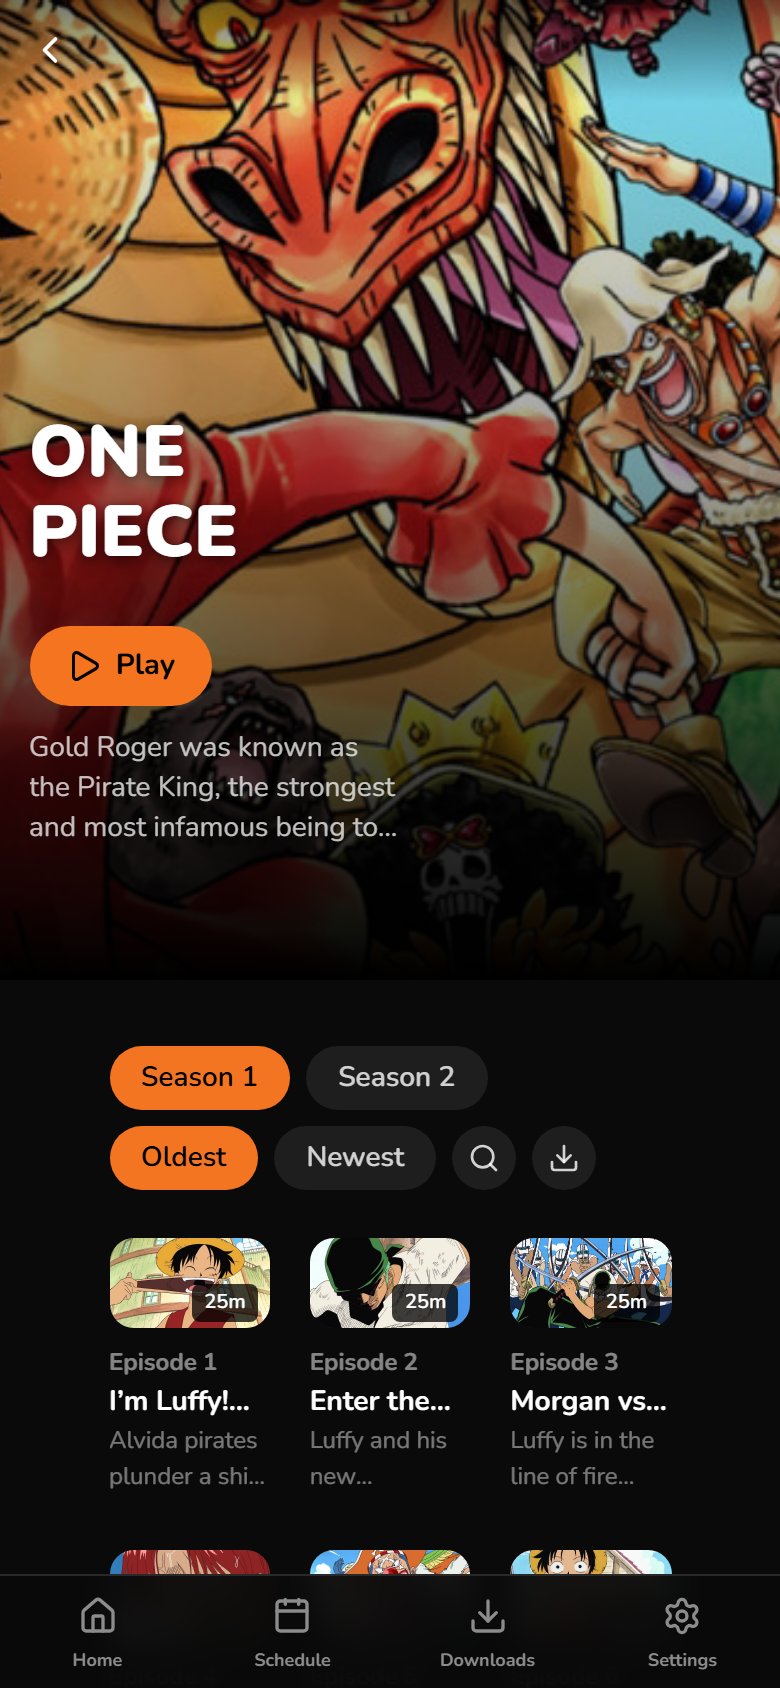 ONE
PIECE
Play
Gold Roger was known as
the Pirate King, the strongest
and most infamous being to...
Season 1
Season 2
Oldest
Newest
25m
25m
25m
Episode 1
Episode 2
Episode 3
I'm Luffy!...
Enter the...
Morgan vs...
Alvida pirates
plunder a shi...
Luffy and his
new...
Luffy is in the
line of fire...
Home
Schedule
Downloads
Settings